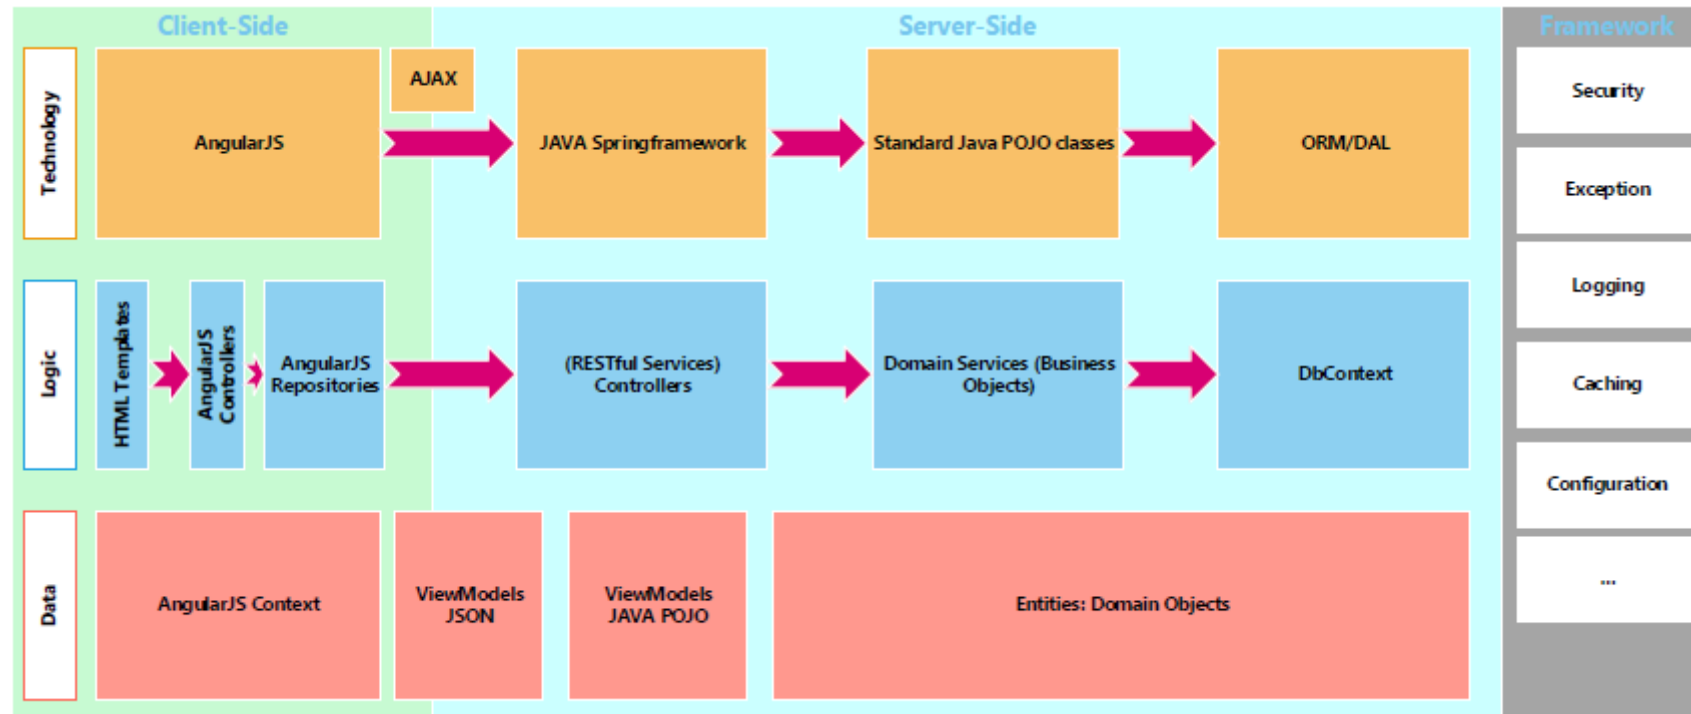 Client-Side
Server-Side
Framework
Technology
AngularJS
AJAX
JAVA Springframework
Standard Java POJO classes
ORM/DAL
Logic
HTML Templates
AngularJS
Controllers
AngularJS
Repositories
(RESTful Services)
Controllers
Domain Services (Business
Objects)
DbContext
Data
AngularJS Context
ViewModels
JSON
ViewModels
JAVA POJO
Entities: Domain Objects
Security
Exception
Logging
Caching
Configuration
...